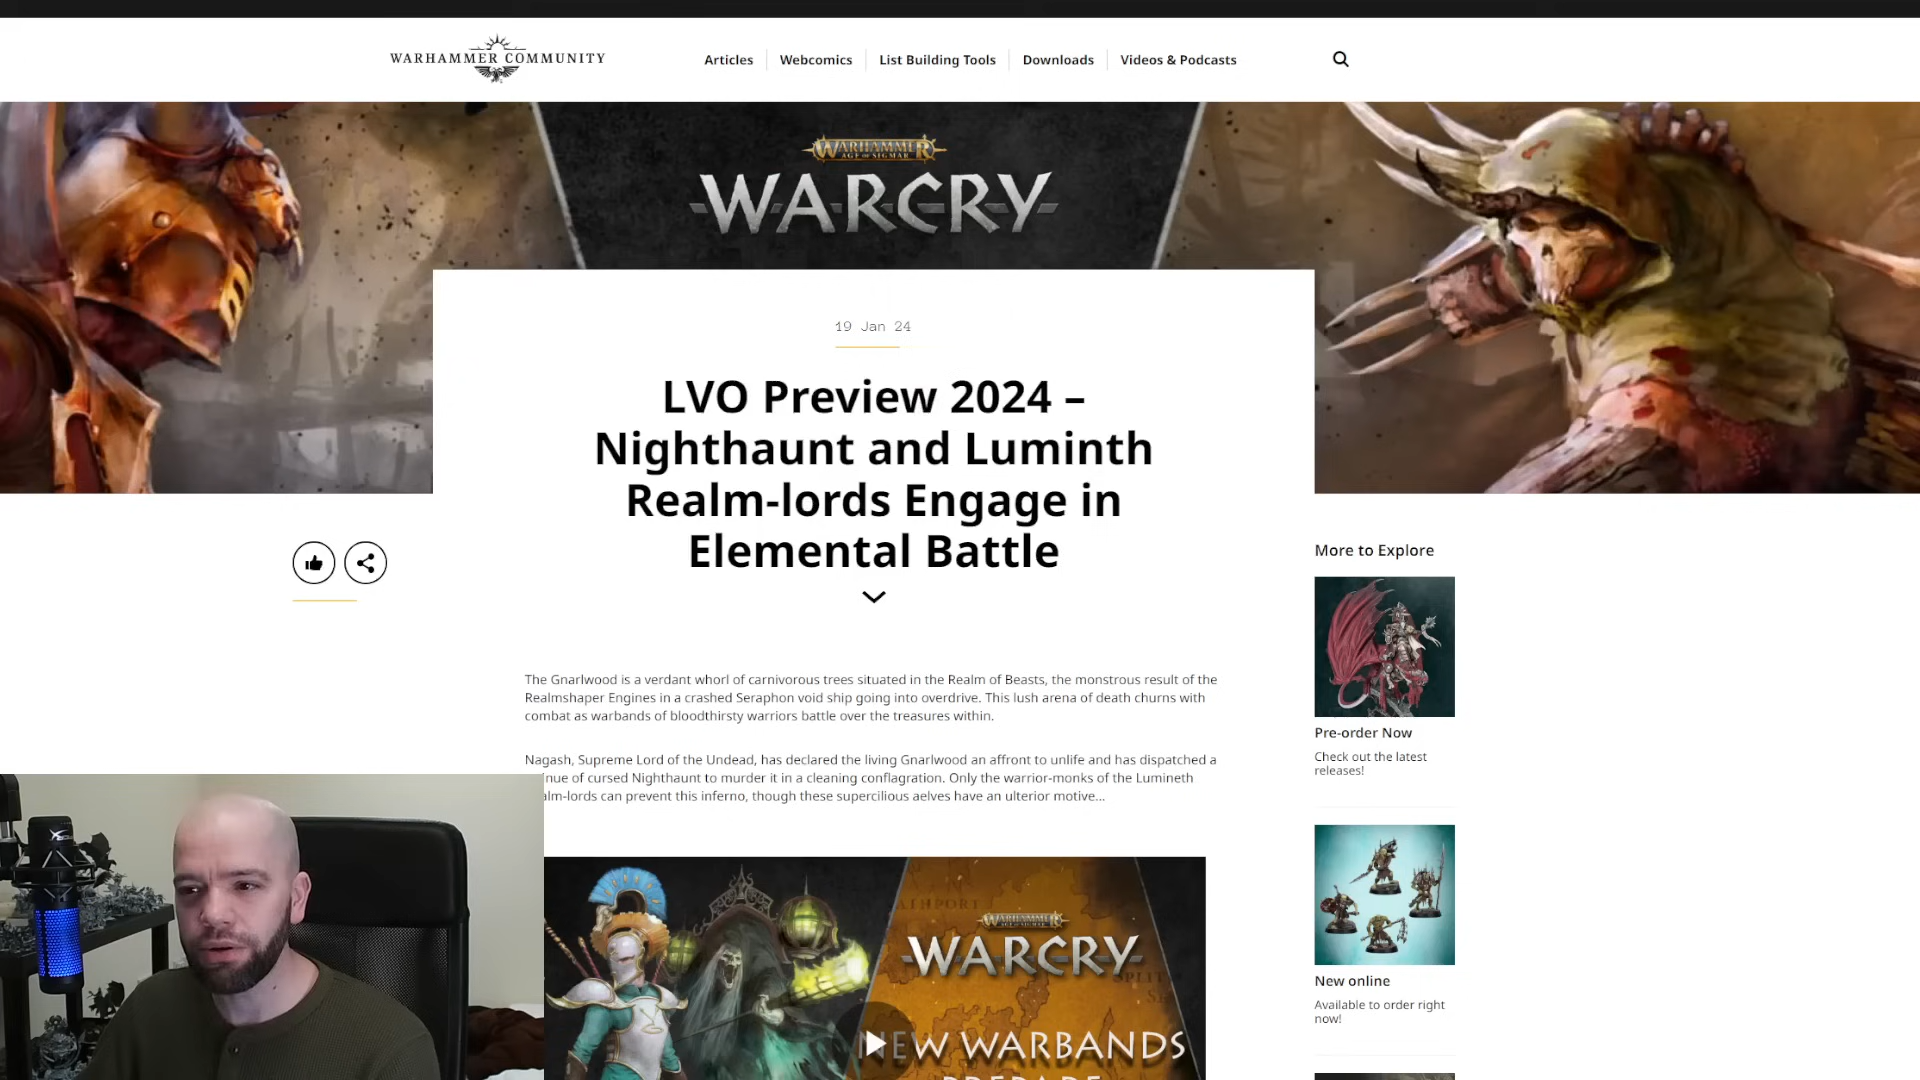 WARHAMMER COMMUNITY
Articles
Webcomics
List Building Tools
Downloads
Videos & Podcasts
WARHAMMER
AGE OF SIGMAR
WARCRY
19 Jan 24
LVO Preview 2024 –
Nighthaunt and Luminth
Realm-lords Engage in
Elemental Battle
The Gnarlwood is a verdant whorl of carnivorous trees situated in the Realm of Beasts, the monstrous result of the
Realmshaper Engines in a crashed Seraphon void ship going into overdrive. This lush arena of death churns with
combat as warbands of bloodthirsty warriors battle over the treasures within.
Nagash, Supreme Lord of the Undead, has declared the living Gnarlwood an affront to unlife and has dispatched a
nue of cursed Nighthaunt to murder it in a cleaning conflagration. Only the warrior-monks of the Lumineth
alm-lords can prevent this inferno, though these supercilious aelves have an ulterior motive...
WARHAMMER
AGE OF SIGMAR
WARCRY
NEW WARBANDS
PREPARE
More to Explore
Pre-order Now
Check out the latest
releases!
New online
Available to order right
now!